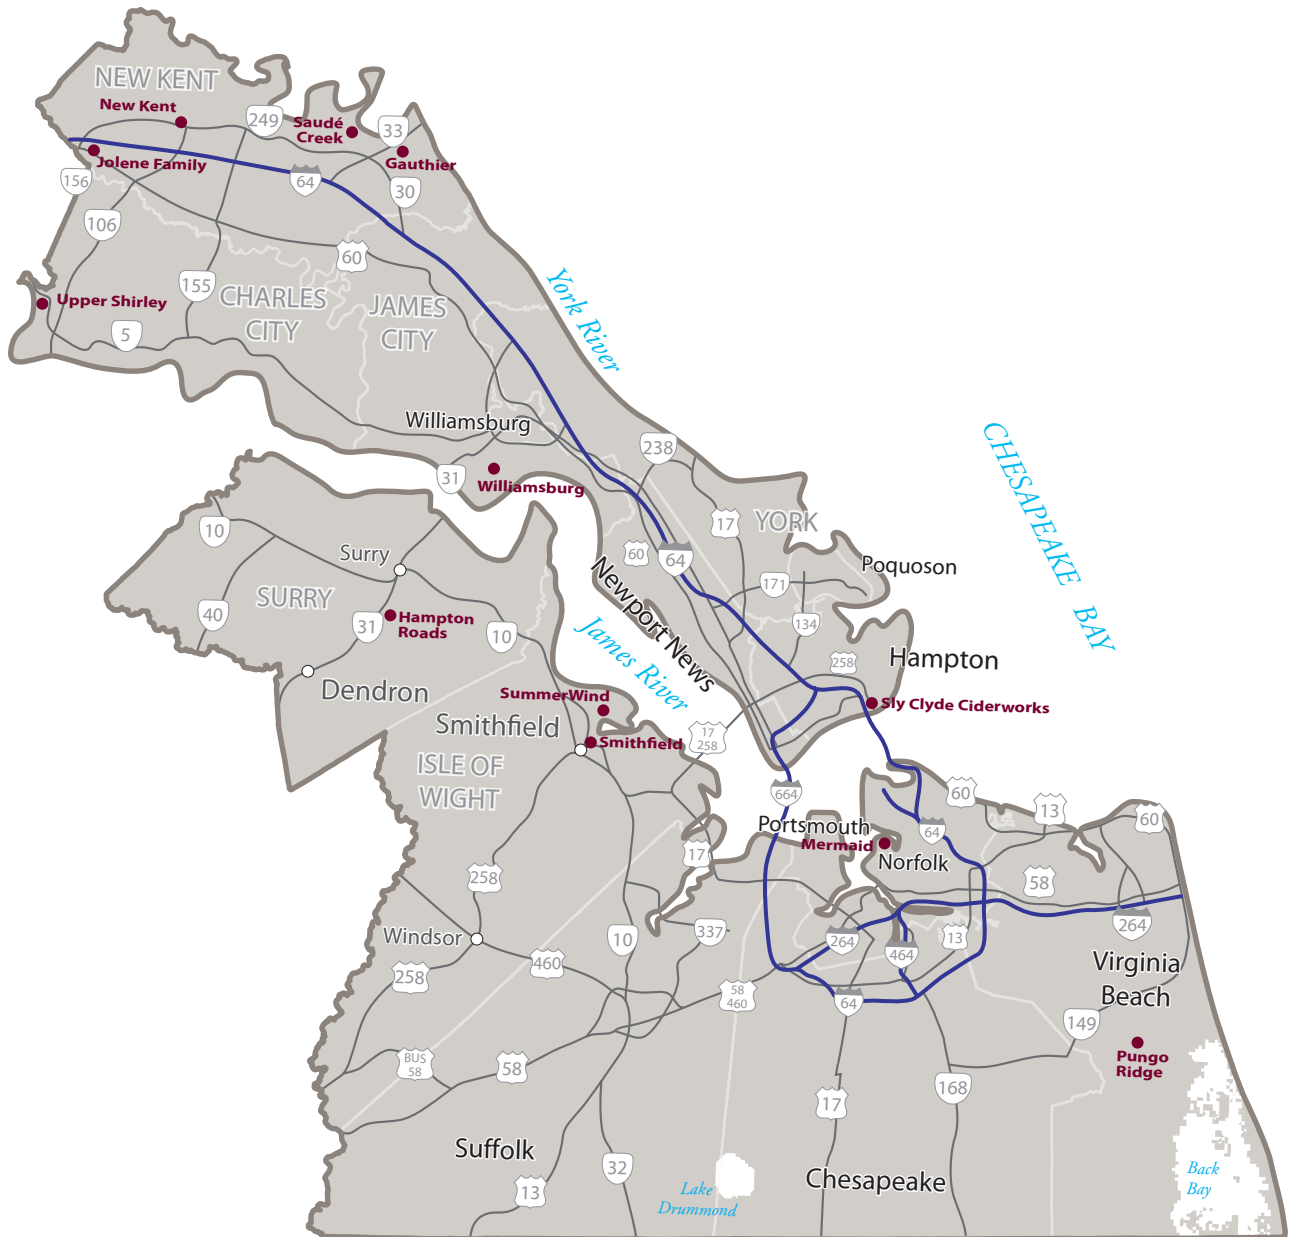 NEW KENT
New Kent
249
Saudé
Creek
33
Gauthier
Jolene Family
156
64
30
106
60
155
Upper Shirley
CHARLES
CITY
JAMES
CITY
5
York River
Williamsburg
238
31
Williamsburg
CHESAPEAKE BAY
10
17
YORK
Surry
60
64
Poquoson
171
SURRY
40
Hampton
Roads
31
10
134
Newport News
James River
258
Hampton
Dendron
SummerWind
Sly Clyde Ciderworks
Smithfield
Smithfield
17
258
ISLE OF
WIGHT
664
60
13
60
Portsmouth
64
Mermaid
17
Norfolk
258
58
264
Windsor
10
337
264
13
464
460
258
Virginia
Beach
58
460
64
149
BUS
58
58
Pungo
Ridge
17
168
Suffolk
32
13
Chesapeake
Lake
Drummond
Back
Bay